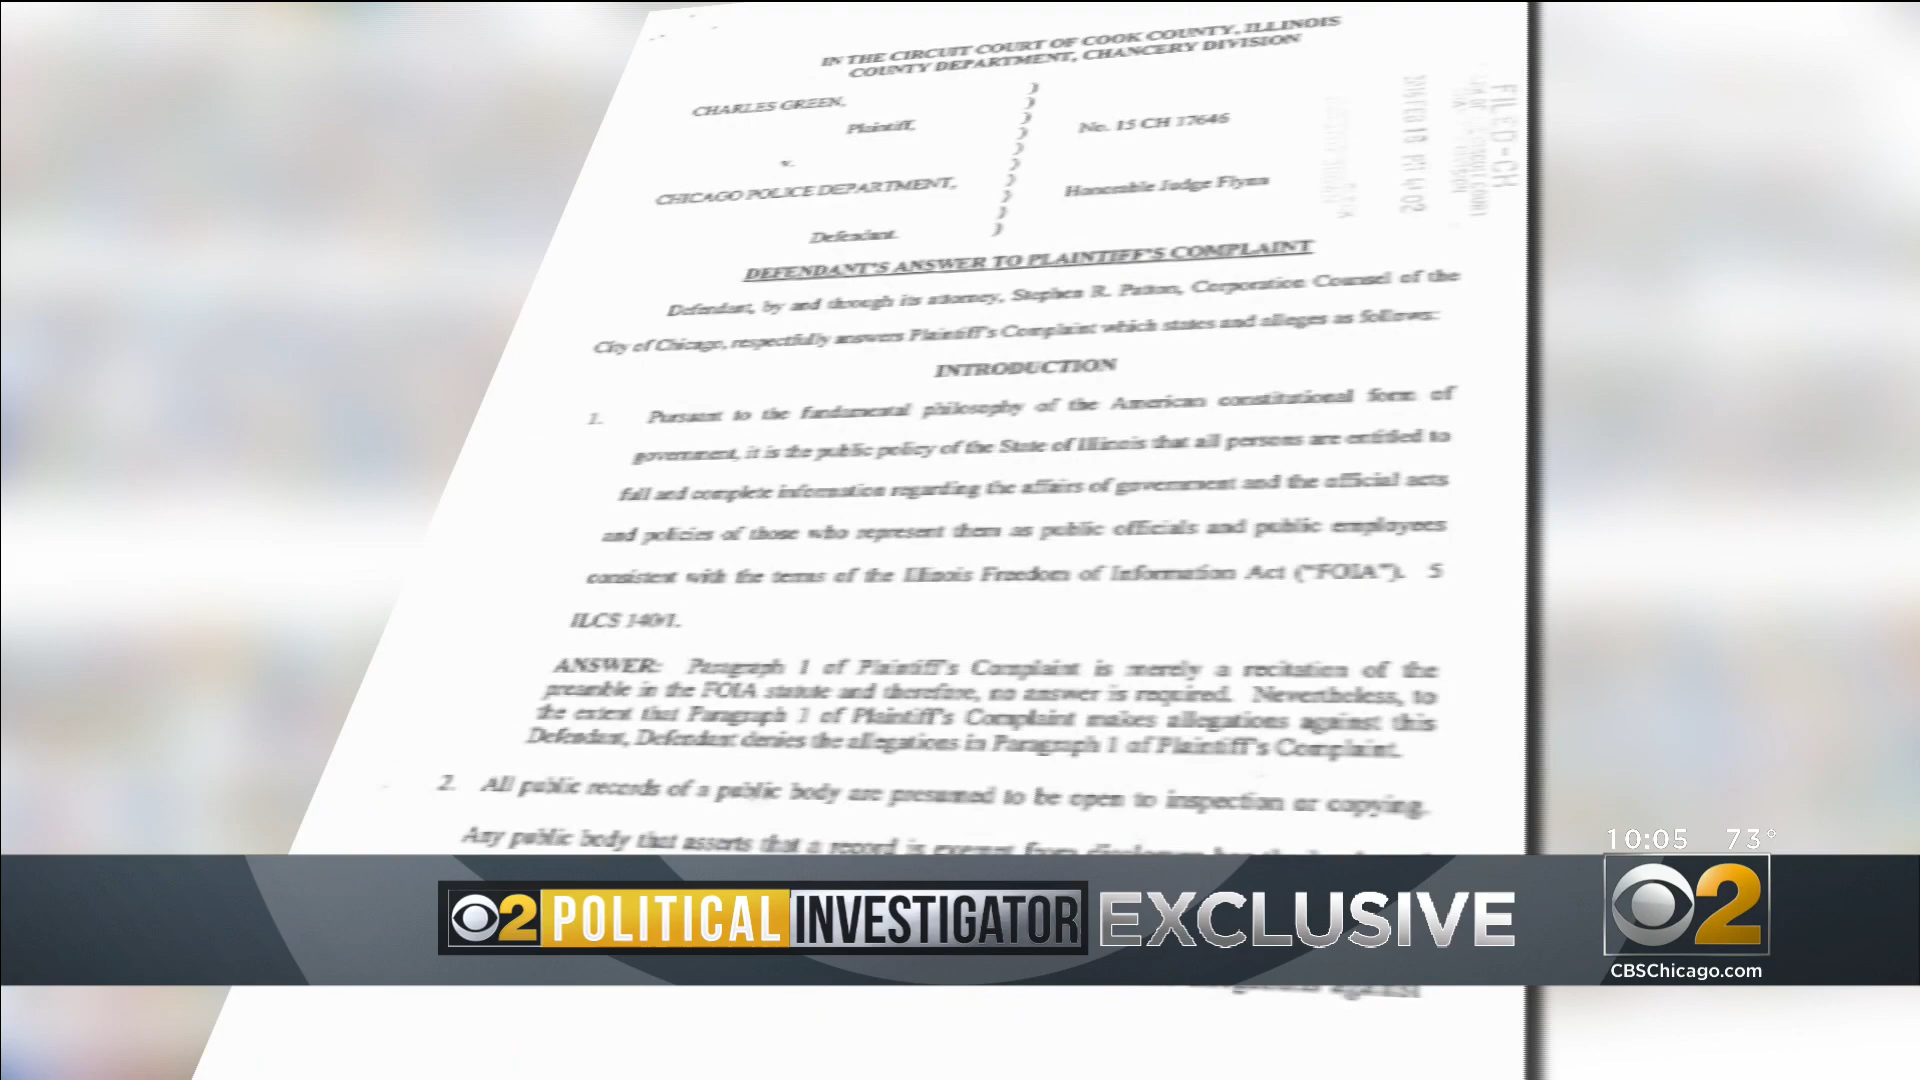 IN THE CIRCUIT COURT OF COOK COUNTY, ILLINOIS
COUNTY DEPARTMENT, CHANCERY DIVISION
CHARLES GREEN,
Plaintiff,
v.
CHICAGO POLICE DEPARTMENT,
Defendant.
)
)
)
)
)
)
)
)
)
)
No. 15 CH 17646
Honorable Judge Flynn
FILED-CH
DEFENDANT'S ANSWER TO PLAINTIFF'S COMPLAINT
Defendant, by and through its attorney, Stephen R. Patton, Corporation Counsel of the
City of Chicago, respectfully answers Plaintiff's Complaint which states and alleges as follows:
INTRODUCTION
1. Pursuant to the fundamental philosophy of the American constitutional form of
government, it is the public policy of the State of Illinois that all persons are entitled to
full and complete information regarding the affairs of government and the official acts
and policies of those who represent them as public officials and public employees
consistent with the terms of the Illinois Freedom of Information Act ("FOIA"). 5
ILCS 140/1.
ANSWER: Paragraph 1 of Plaintiff's Complaint is merely a recitation of the
preamble in the FOIA statute and therefore, no answer is required. Nevertheless, to
the extent that Paragraph 1 of Plaintiff's Complaint makes allegations against this
Defendant, Defendant denies the allegations in Paragraph 1 of Plaintiff's Complaint.
2. All public records of a public body are presumed to be open to inspection or copying.
Any public body that asserts that a record is exempt from disclosure
against
10:05 73°
2 POLITICAL INVESTIGATOR EXCLUSIVE
2
CBSChicago.com